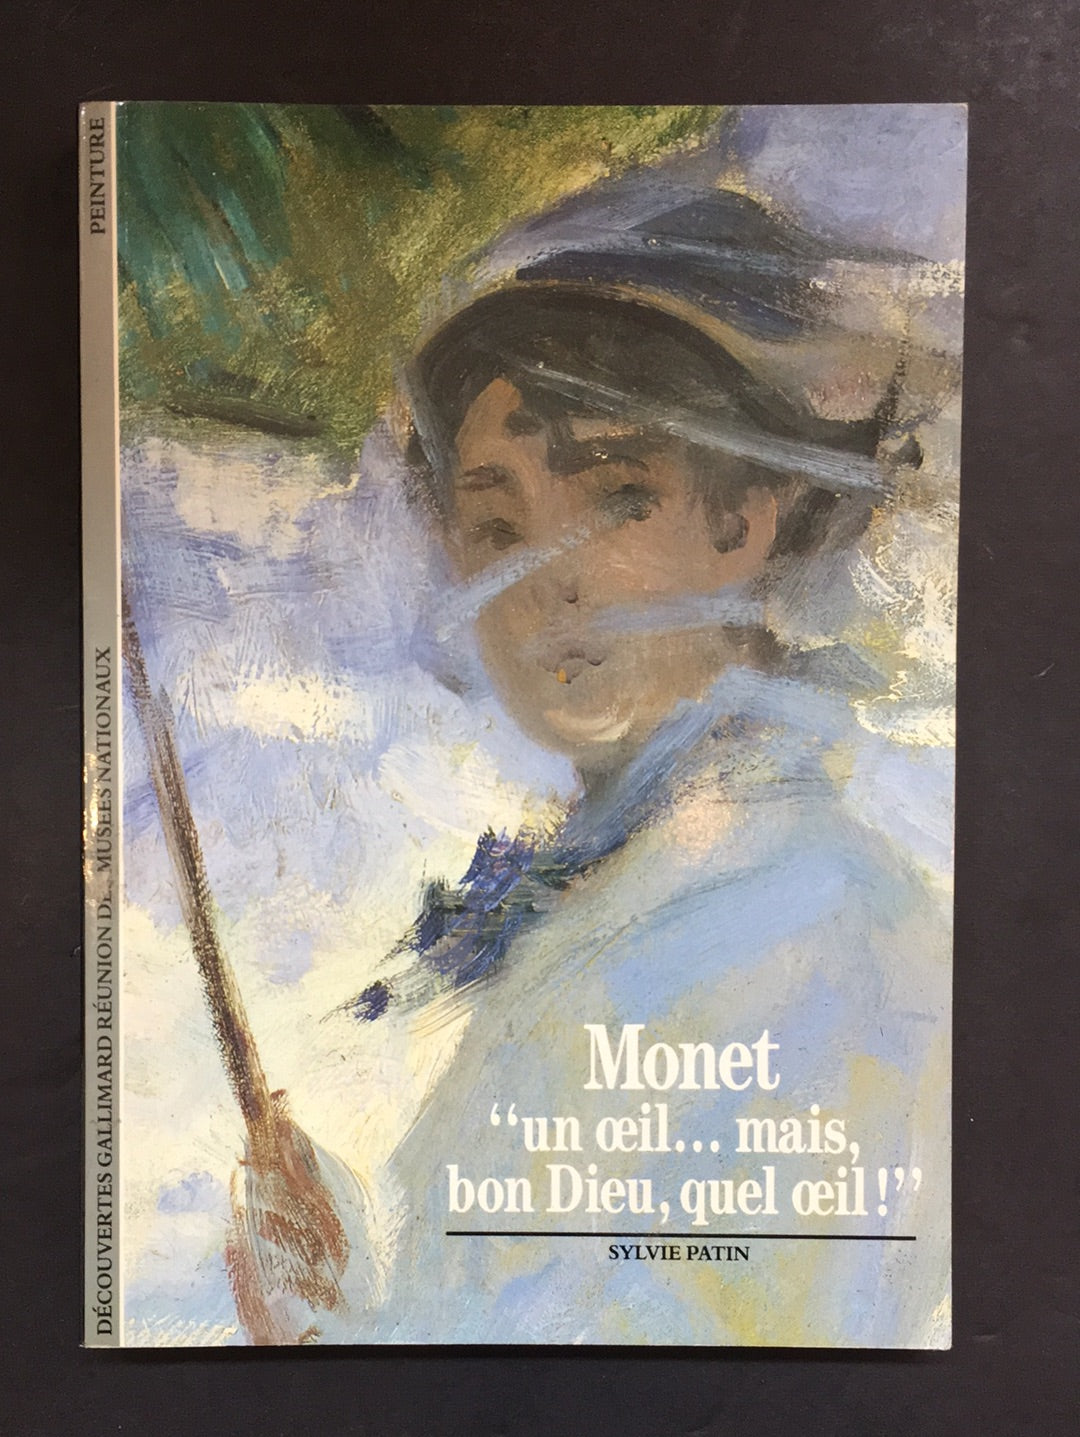 PEINTURE
DÉCOUVERTES GALLIMARD RÉUNION MUSÉES NATIONAUX
Monet
“un œil... mais,
bon Dieu, quel œil!”
SYLVIE PATIN